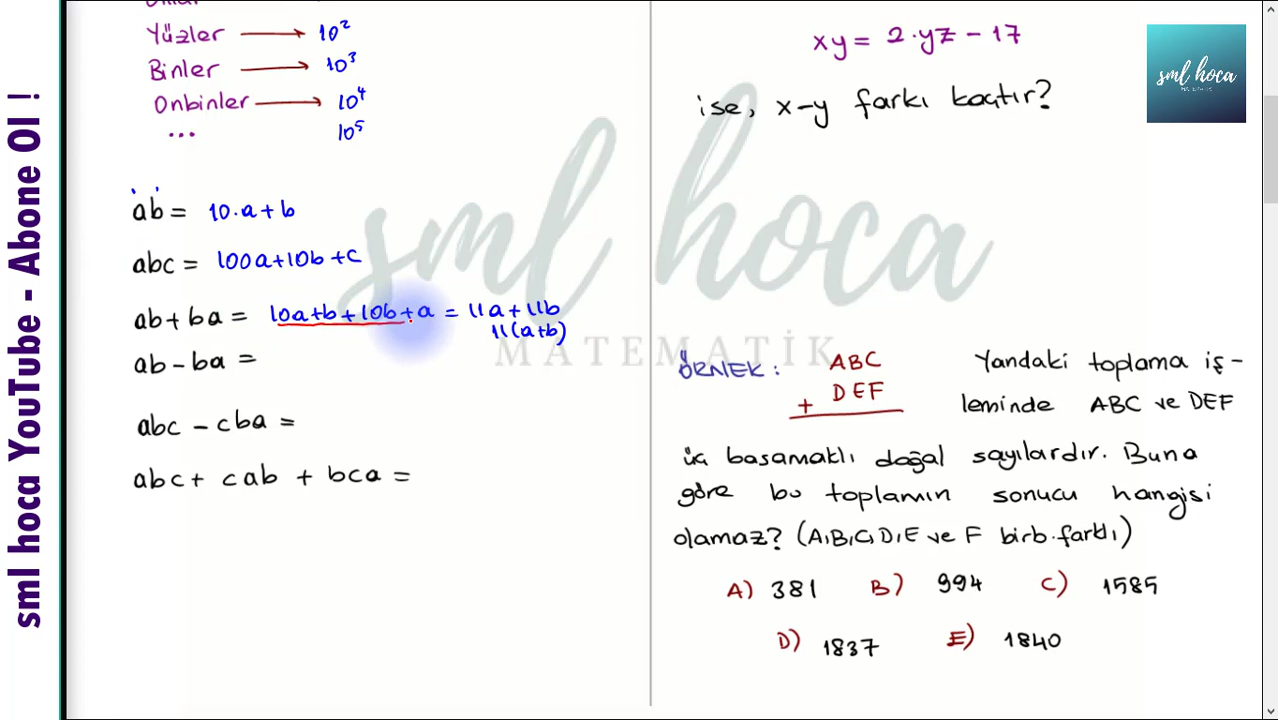 sml hoca YouTube - Abone Ol !
Yüzler → 10²
Binler → 10³
Onbinler → 10⁴
... 10⁵
ab = 10·a+b
abc = 100a+10b+c
ab+ba = 10a+b+10b+a = 11a+11b
11(a+b)
ab-ba =
abc - cba =
abc+ cab + bca =
sml hoca
MATEMATİK
xy = 2·yz - 17
ise, x-y farkı kaçtır?
sml hoca
ÖRNEK: ABC
+ DEF
Yandaki toplama iş-
leminde ABC ve DEF
üç basamaklı doğal sayılardır. Buna
göre bu toplamın sonucu hangisi
olamaz? (A,B,C,D,E ve F birb.farklı)
A) 381 B) 994 C) 1585
D) 1837 E) 1840